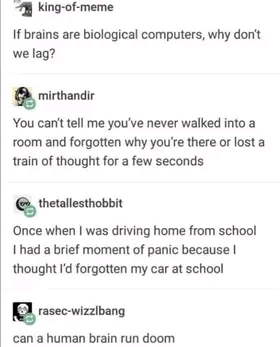 king-of-meme
If brains are biological computers, why don't
we lag?
mirthandir
You can't tell me you've never walked into a
room and forgotten why you're there or lost a
train of thought for a few seconds
thetallesthobbit
Once when I was driving home from school
I had a brief moment of panic because I
thought I'd forgotten my car at school
rasec-wizzlbang
can a human brain run doom